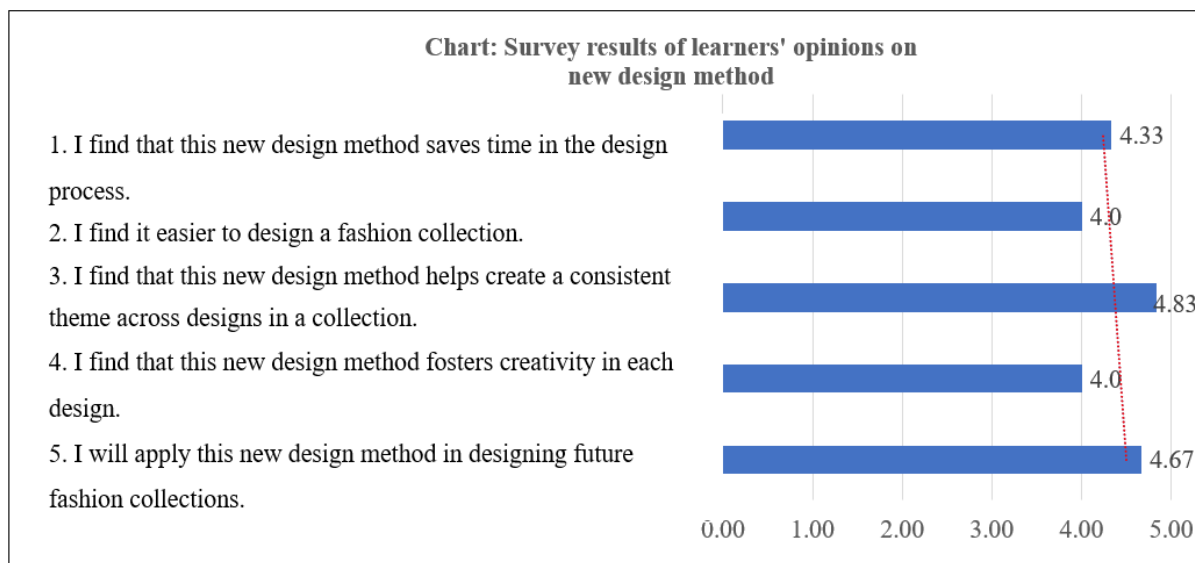 Chart: Survey results of learners' opinions on
new design method
1. I find that this new design method saves time in the design
process.
2. I find it easier to design a fashion collection.
3. I find that this new design method helps create a consistent
theme across designs in a collection.
4. I find that this new design method fosters creativity in each
design.
5. I will apply this new design method in designing future
fashion collections.
4.33
4.0
4.83
4.0
4.67
0.00 1.00 2.00 3.00 4.00 5.00